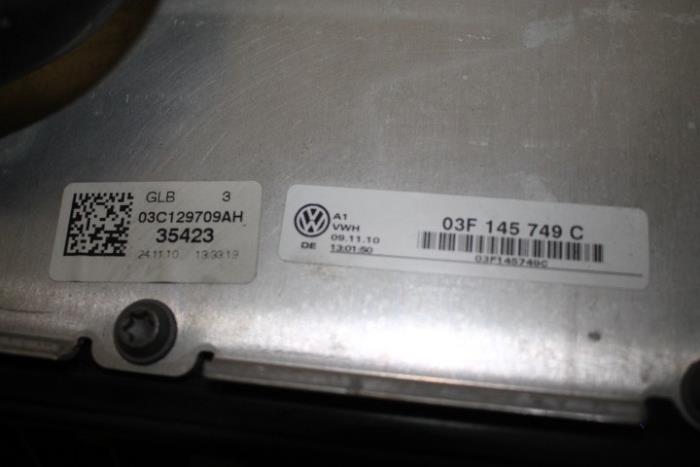 GLB 3
03C129709AH
35423
24.11.10 13:33:19
A1
VWH
09.11.10
DE 13:01:50
03F 145 749 C
03F145749C